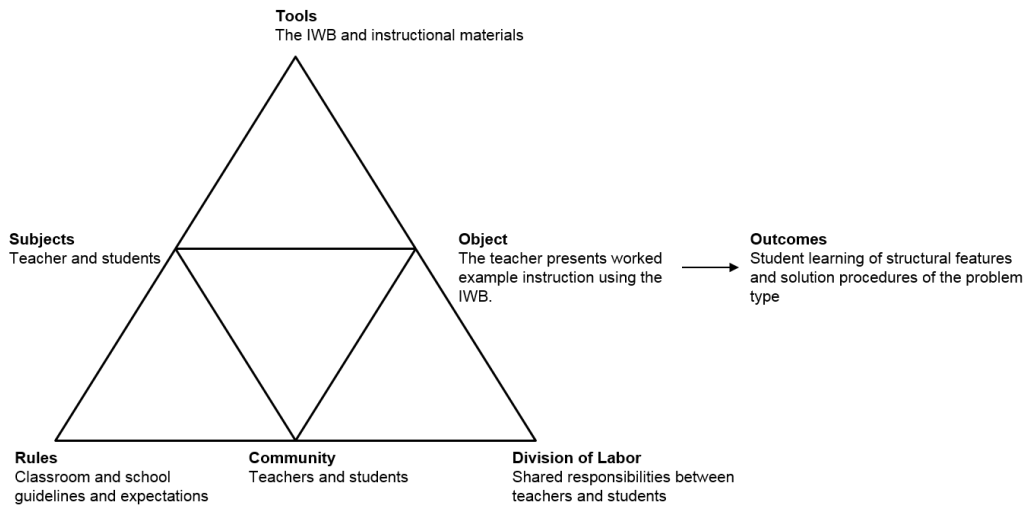 Tools
The IWB and instructional materials
Subjects
Teacher and students
Object
The teacher presents worked
example instruction using the
IWB.
Outcomes
Student learning of structural features
and solution procedures of the problem
type
Rules
Classroom and school
guidelines and expectations
Community
Teachers and students
Division of Labor
Shared responsibilities between
teachers and students